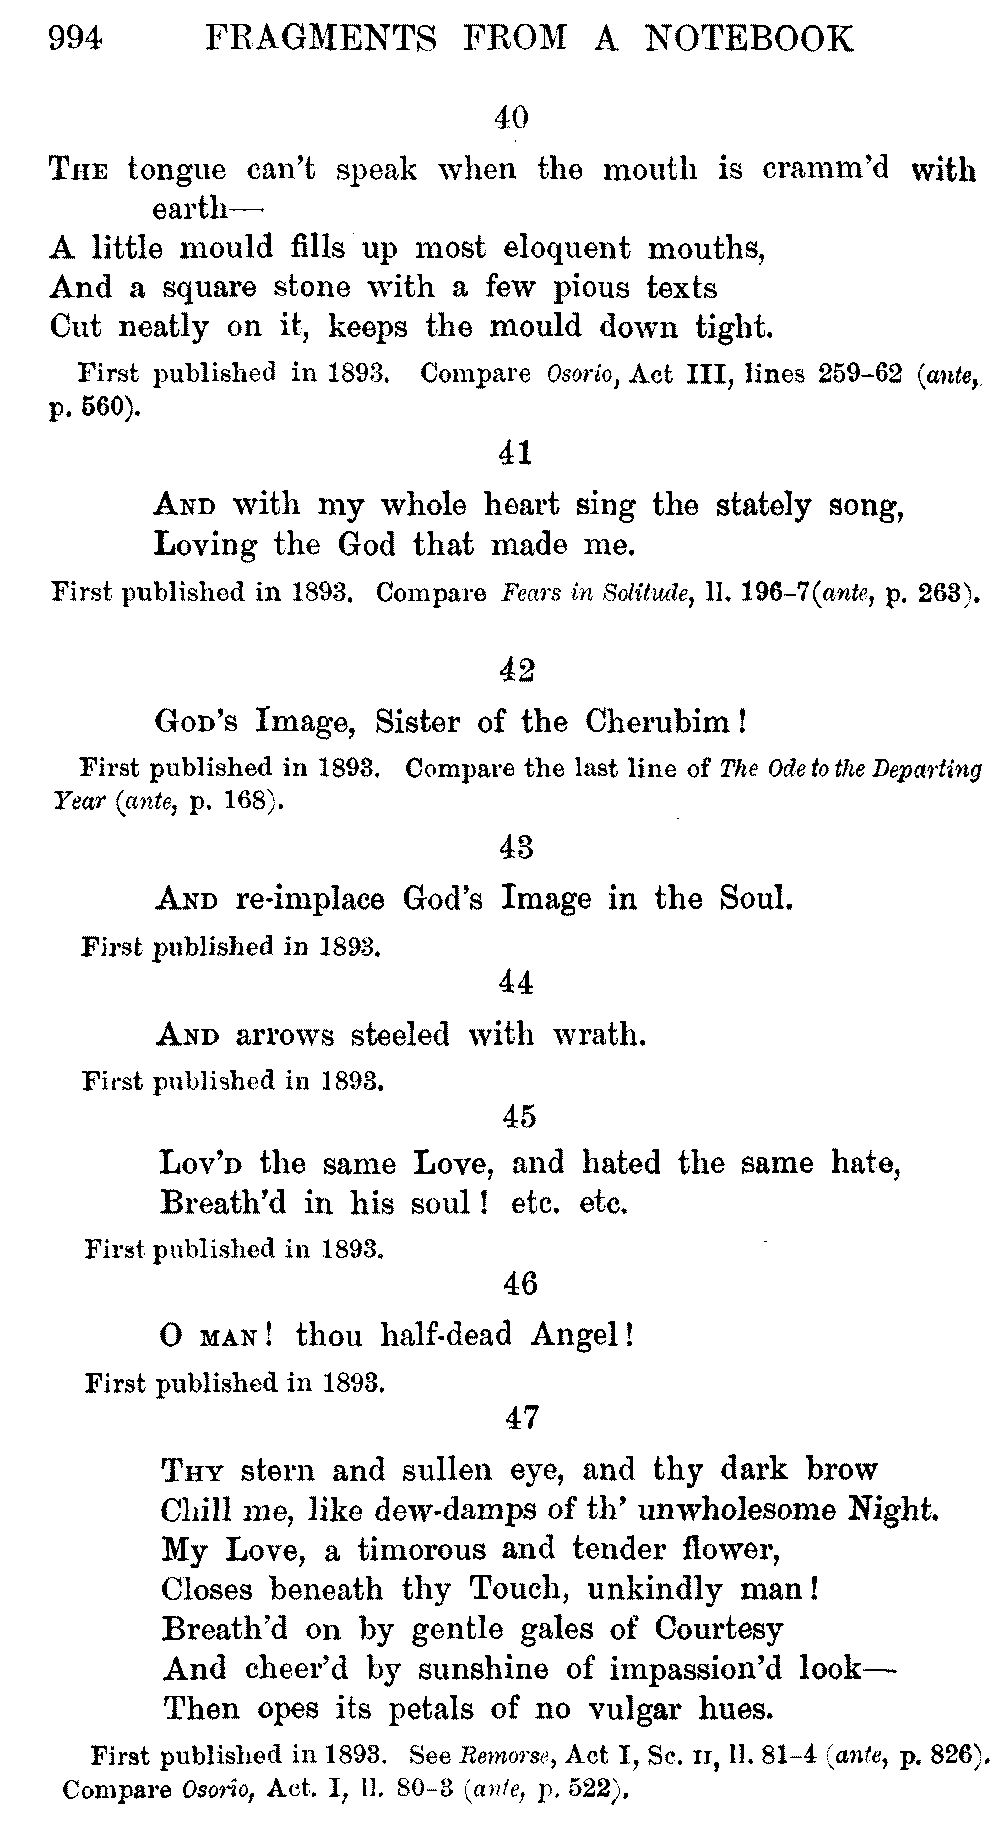 994 FRAGMENTS FROM A NOTEBOOK
40
THE tongue can't speak when the mouth is cramm'd with
earth—
A little mould fills up most eloquent mouths,
And a square stone with a few pious texts
Cut neatly on it, keeps the mould down tight.
First published in 1893. Compare Osorio, Act III, lines 259–62 (ante,
p. 560).
41
AND with my whole heart sing the stately song,
Loving the God that made me.
First published in 1893. Compare Fears in Solitude, ll. 196–7 (ante, p. 263).
42
GOD'S Image, Sister of the Cherubim!
First published in 1893. Compare the last line of The Ode to the Departing
Year (ante, p. 168).
43
AND re-implace God's Image in the Soul.
First published in 1893.
44
AND arrows steeled with wrath.
First published in 1893.
45
LOV'D the same Love, and hated the same hate,
Breath'd in his soul! etc. etc.
First published in 1893.
46
O MAN! thou half-dead Angel!
First published in 1893.
47
THY stern and sullen eye, and thy dark brow
Chill me, like dew-damps of th' unwholesome Night.
My Love, a timorous and tender flower,
Closes beneath thy Touch, unkindly man!
Breath'd on by gentle gales of Courtesy
And cheer'd by sunshine of impassion'd look—
Then opes its petals of no vulgar hues.
First published in 1893. See Remorse, Act I, Sc. II, ll. 81–4 (ante, p. 826).
Compare Osorio, Act. I, ll. 80–3 (ante, p. 522).